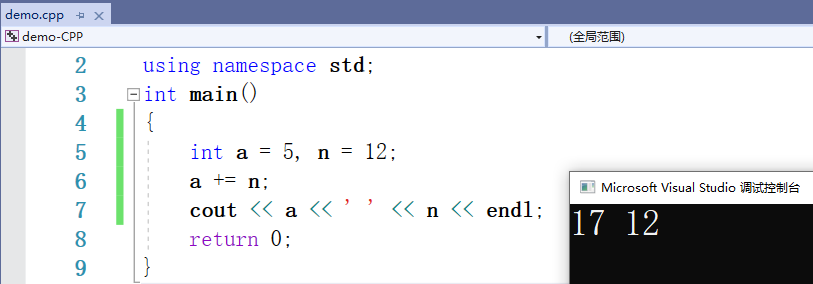 demo.cpp
demo-CPP
(全局范围)
2 using namespace std;
3 int main()
4 {
5 int a = 5, n = 12;
6 a += n;
7 cout << a << ' ' << n << endl;
8 return 0;
9 }
Microsoft Visual Studio 调试控制台
17 12